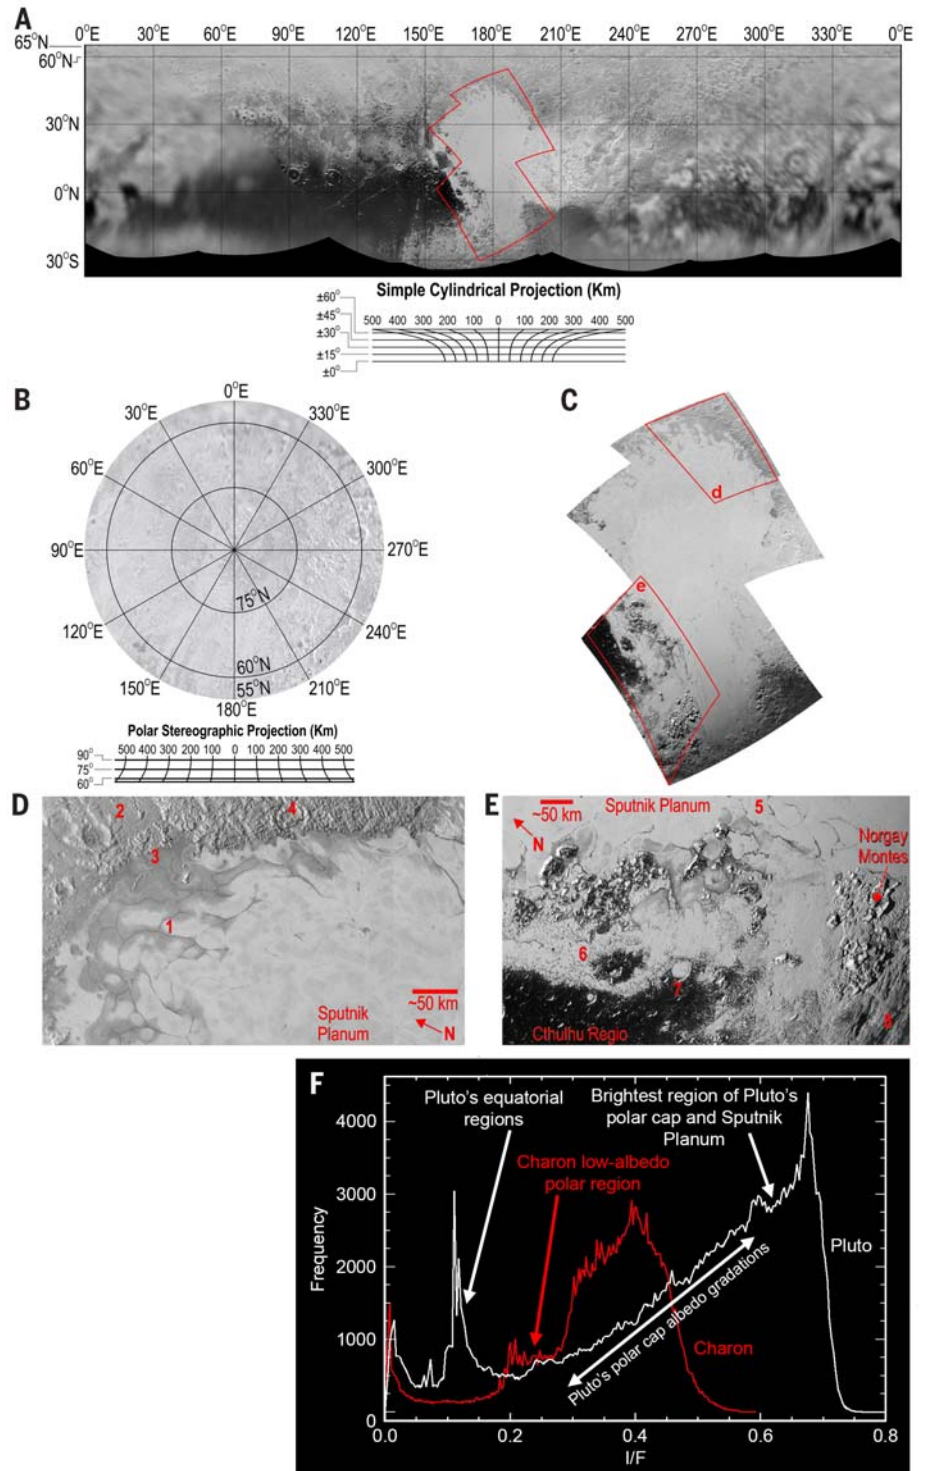 A
0°E 30°E 60°E 90°E 120°E 150°E 180°E 210°E 240°E 270°E 300°E 330°E 0°E
65°N
60°N
30°N
0°N
30°S
Simple Cylindrical Projection (Km)
±60°
±45°
±30°
±15°
±0°
500 400 300 200 100 0 100 200 300 400 500
B
0°E
30°E
330°E
60°E
300°E
90°E
270°E
75°N
120°E
240°E
60°N
150°E
55°N
210°E
180°E
Polar Stereographic Projection (Km)
500 400 300 200 100 0 100 200 300 400 500
90°
75°
60°
C
d
e
D
2
4
3
1
Sputnik
Planum
~50 km
N
E
~50 km
Sputnik Planum
5
N
Norgay
Montes
6
7
8
Cthulhu Regio
F
Pluto's equatorial
regions
Brightest region of Pluto's
polar cap and Sputnik
Planum
Charon low-albedo
polar region
Pluto
Pluto's polar cap albedo gradations
Charon
Frequency
4000
3000
2000
1000
0
0.0 0.2 0.4 0.6 0.8
I/F